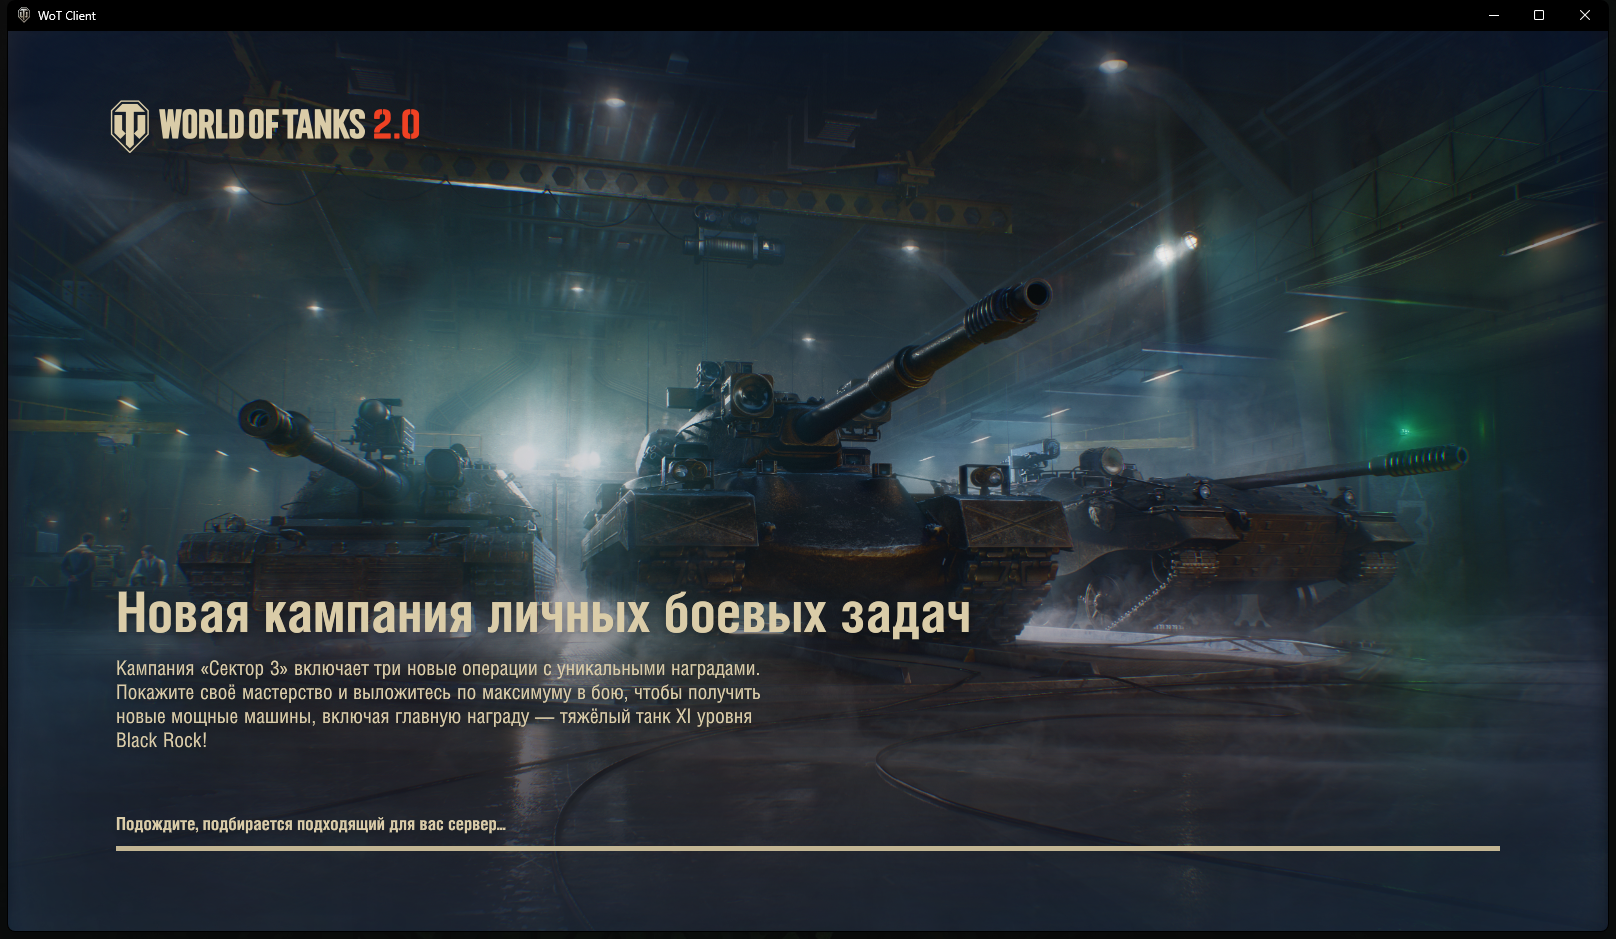 WoT Client
WORLD OF TANKS 2.0
Новая кампания личных боевых задач
Кампания «Сектор 3» включает три новые операции с уникальными наградами.
Покажите своё мастерство и выложитесь по максимуму в бою, чтобы получить
новые мощные машины, включая главную награду — тяжёлый танк XI уровня
Black Rock!
Подождите, подбирается подходящий для вас сервер...